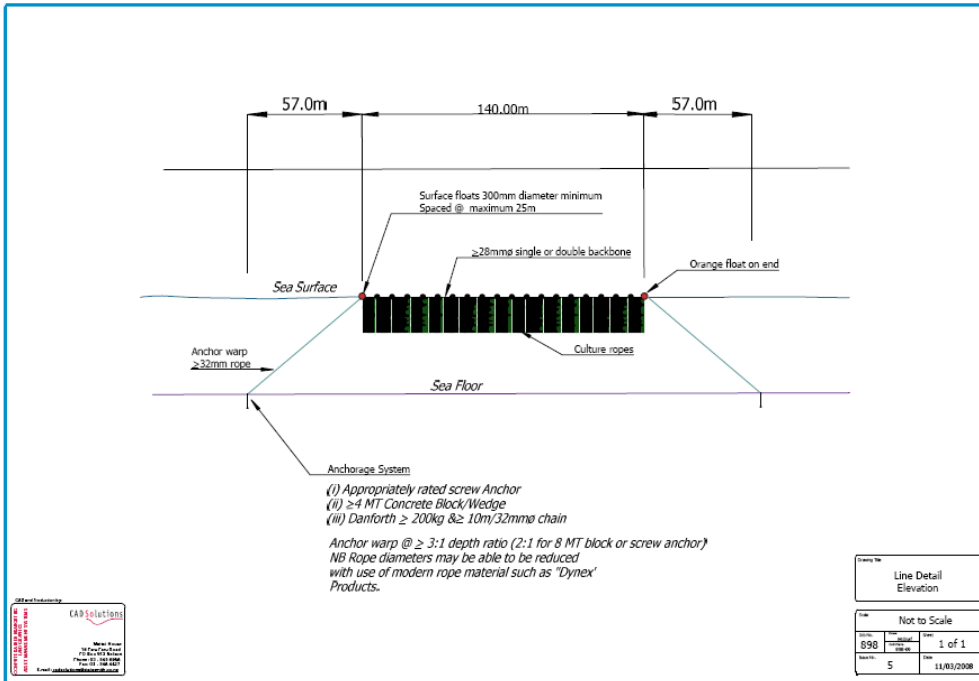 57.0m
140.00m
57.0m
Surface floats 300mm diameter minimum
Spaced @ maximum 25m
≥28mmø single or double backbone
Orange float on end
Sea Surface
Anchor warp
≥32mm rope
Culture ropes
Sea Floor
Anchorage System
(i) Appropriately rated screw Anchor
(ii) ≥4 MT Concrete Block/Wedge
(iii) Danforth ≥ 200kg &≥ 10m/32mmø chain
Anchor warp @ ≥ 3:1 depth ratio (2:1 for 8 MT block or screw anchor)
NB Rope diameters may be able to be reduced
with use of modern rope material such as "Dynex'
Products.
Drawing Title
Line Detail
Elevation
Scale
Not to Scale
Sheet
898
1 of 1
Date
5
11/03/2008
CADSolutions